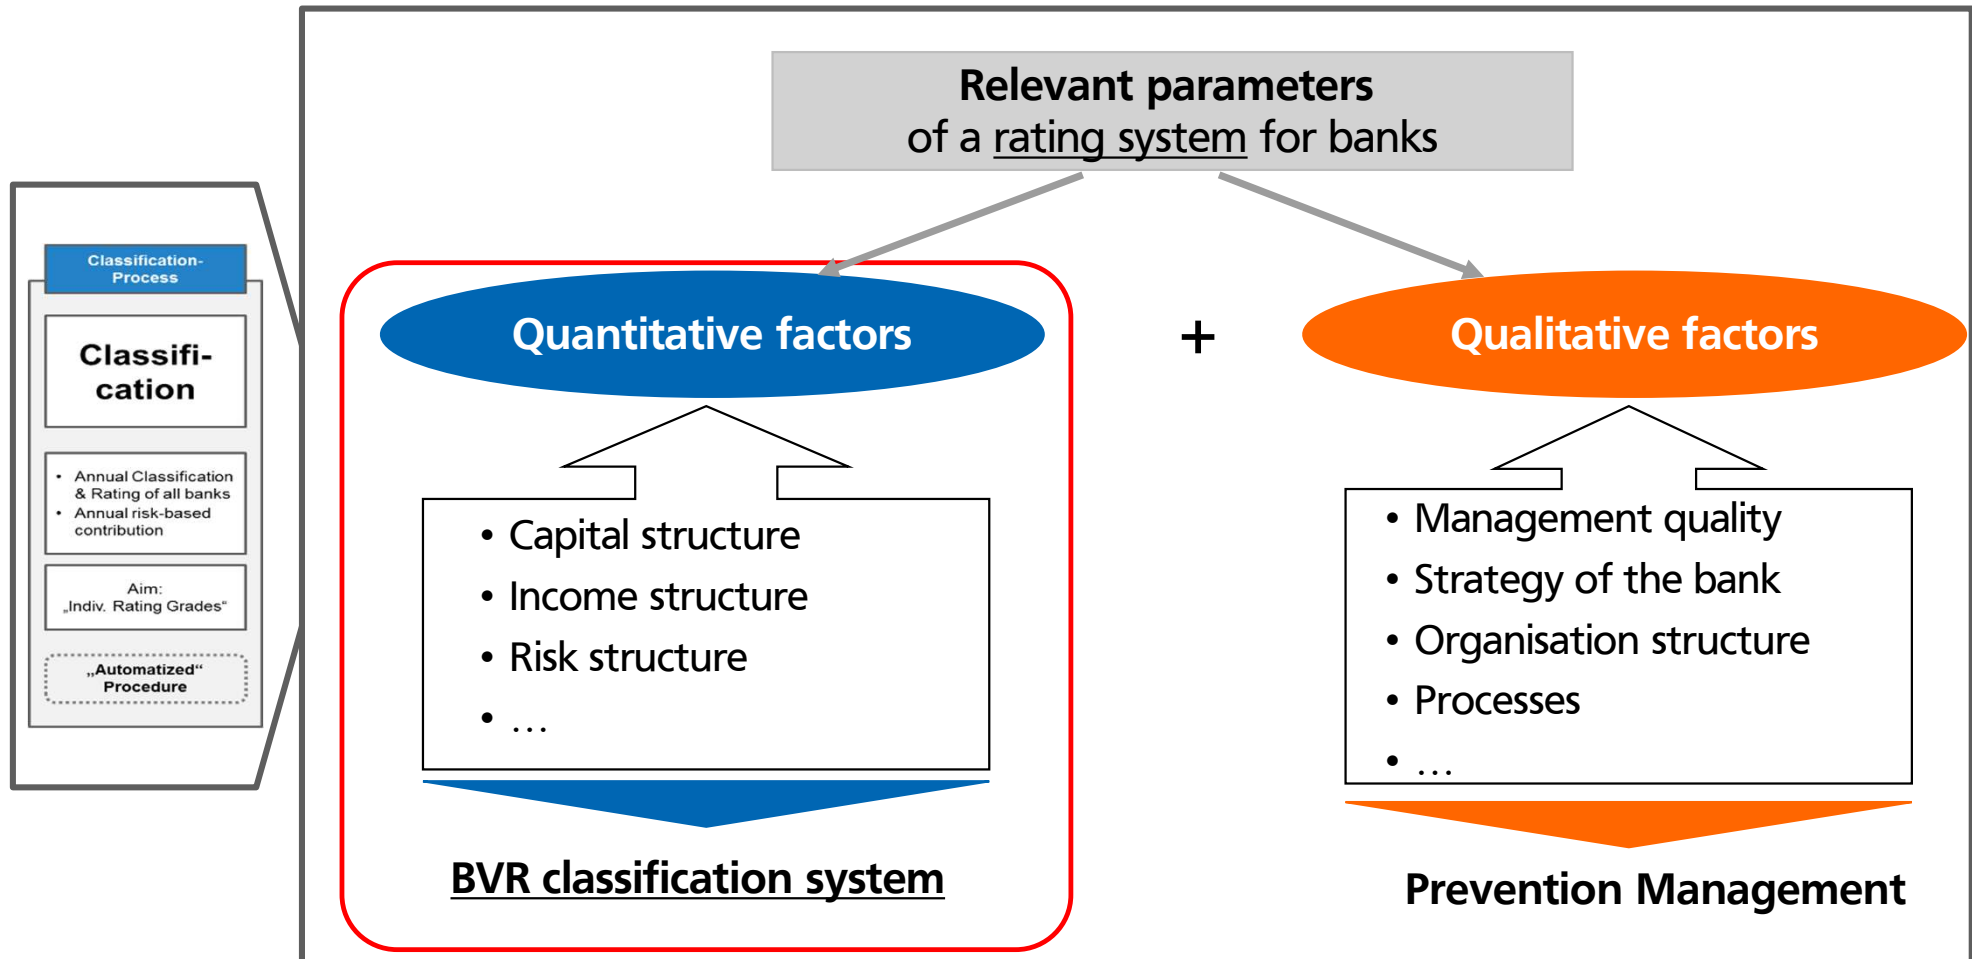 Relevant parameters
of a rating system for banks
Classification-
Process
Classifi-
cation
• Annual Classification
& Rating of all banks
• Annual risk-based
contribution
Aim:
„Indiv. Rating Grades“
„Automatized“
Procedure
Quantitative factors
• Capital structure
• Income structure
• Risk structure
• ...
BVR classification system
+
Qualitative factors
• Management quality
• Strategy of the bank
• Organisation structure
• Processes
• ...
Prevention Management